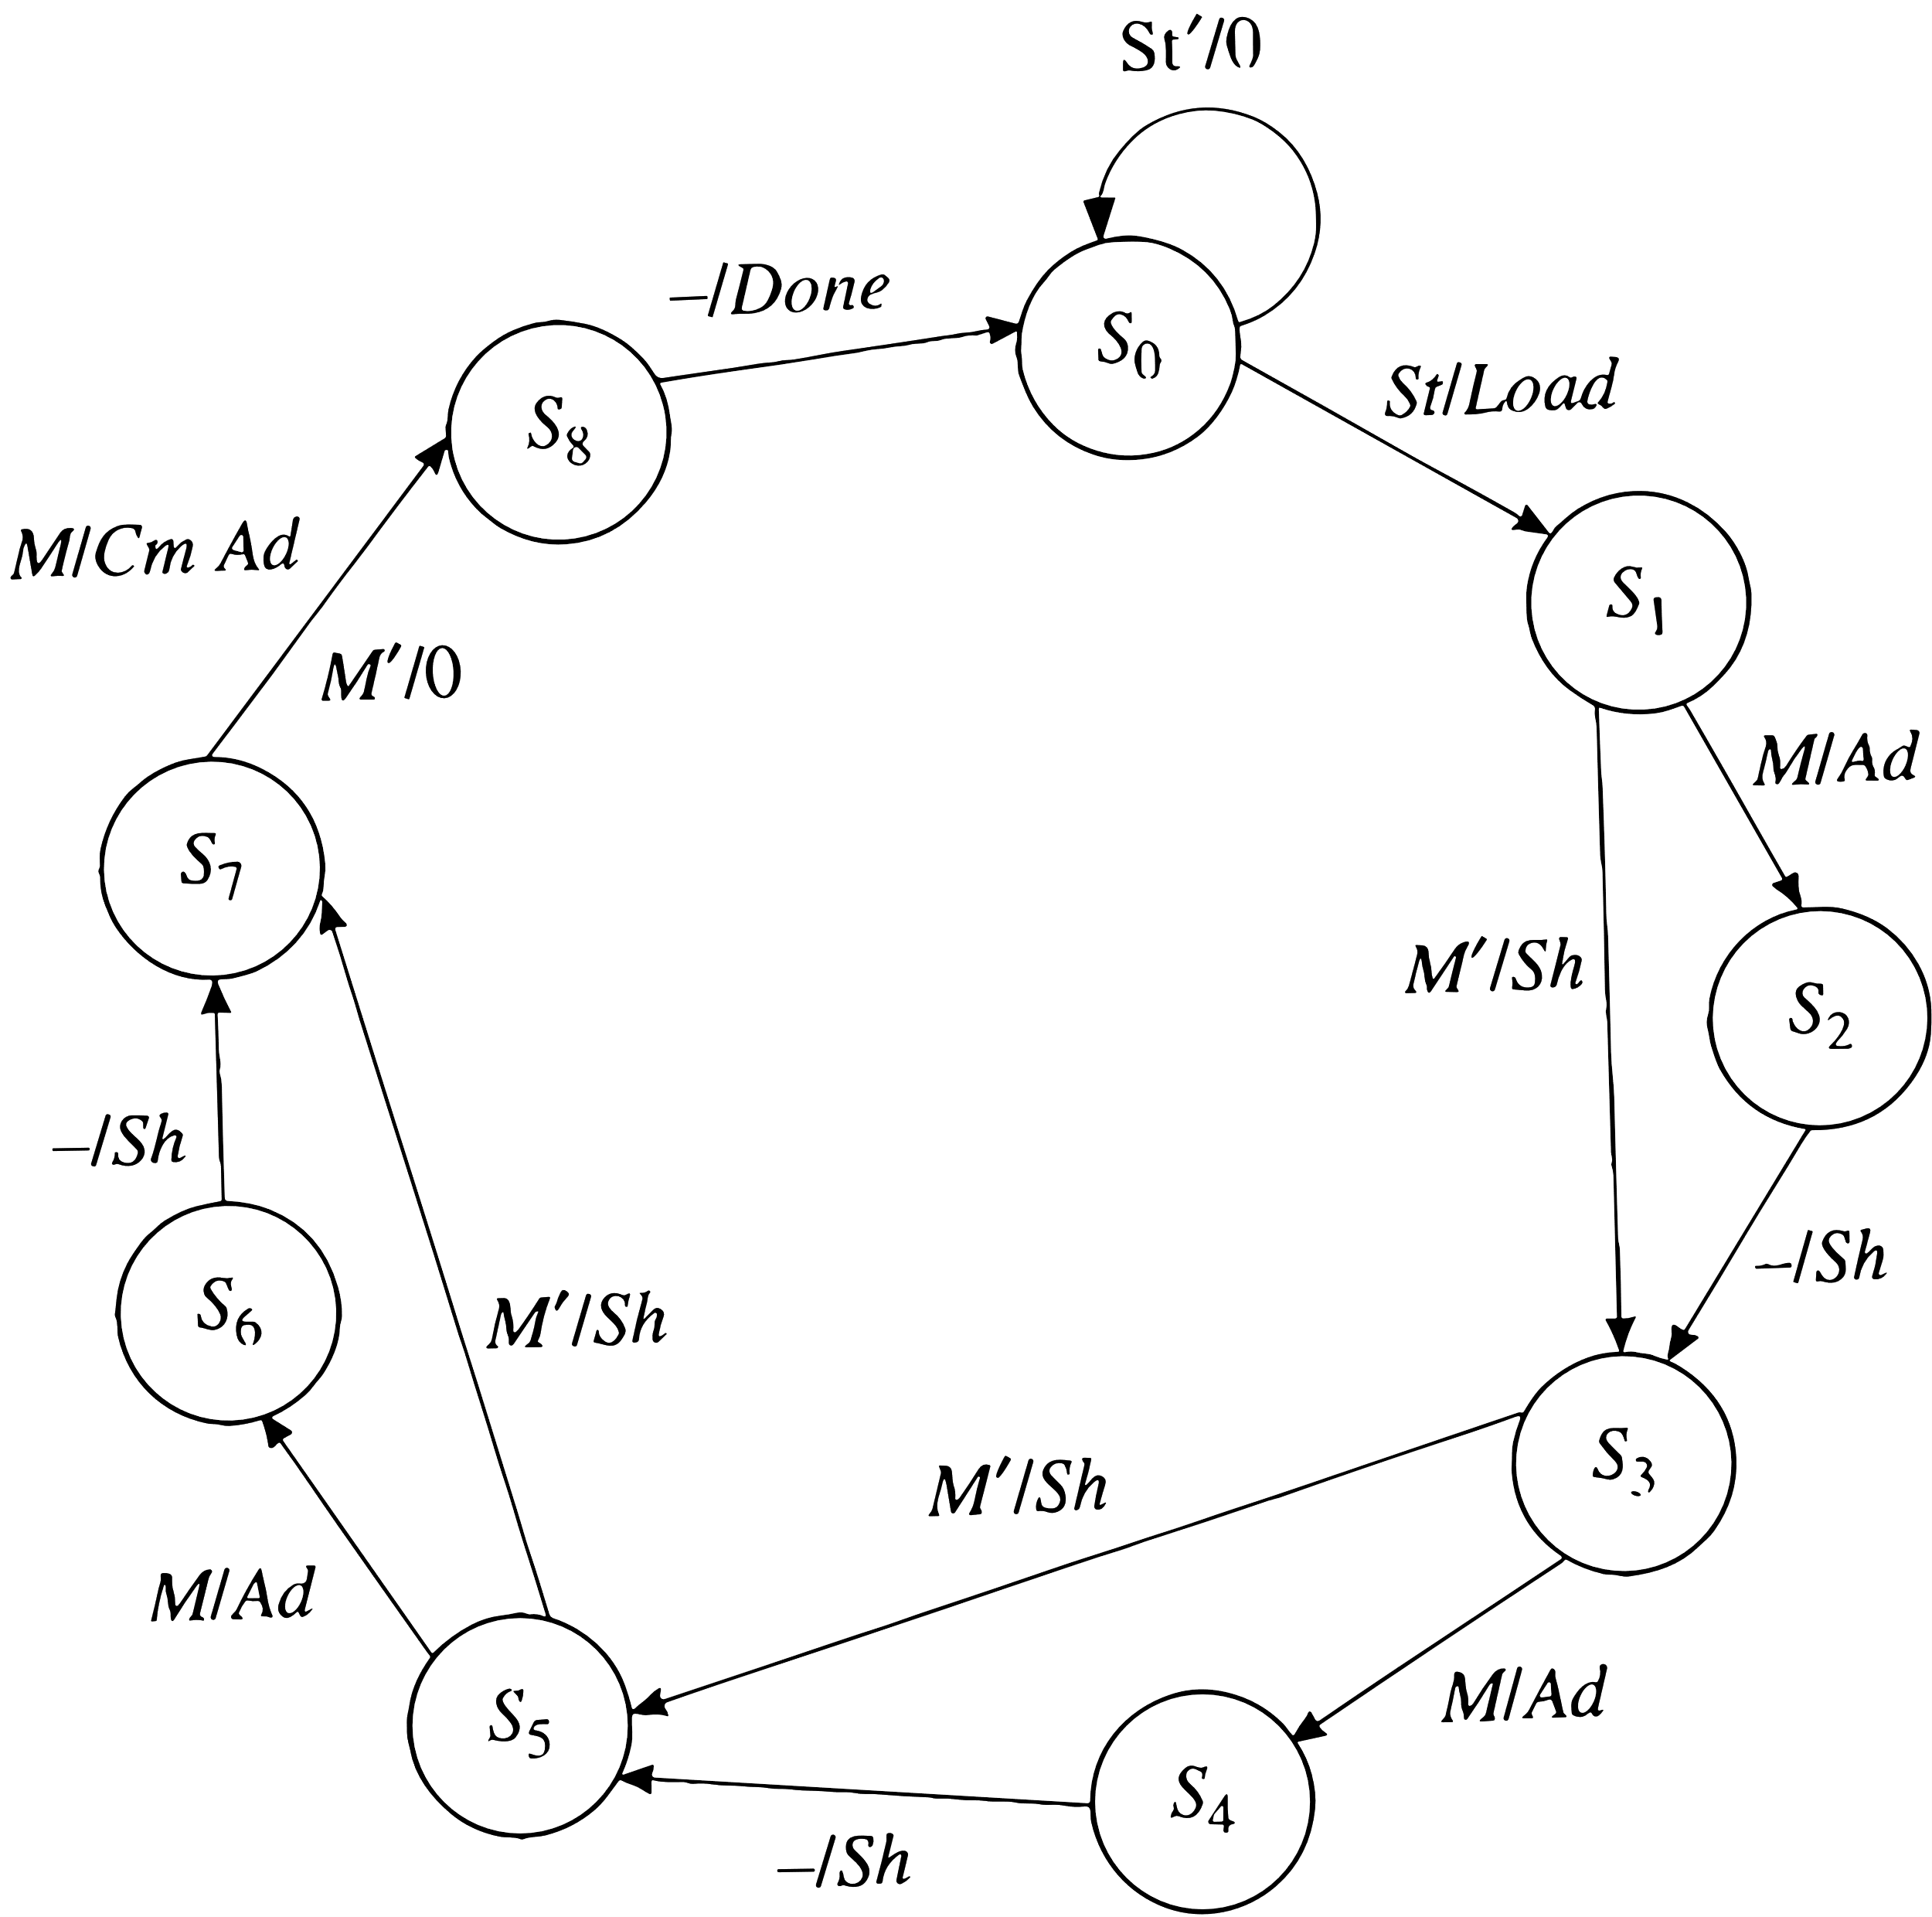 St′/0
–/Done
S0
St/Load
S8
M/Cm Ad
S1
M′/0
M/Ad
S7
M′/Sh
S2
–/Sh
–/Sh
S6
M′/Sh
S3
M′/Sh
M/Ad
M/Ad
S5
S4
–/Sh